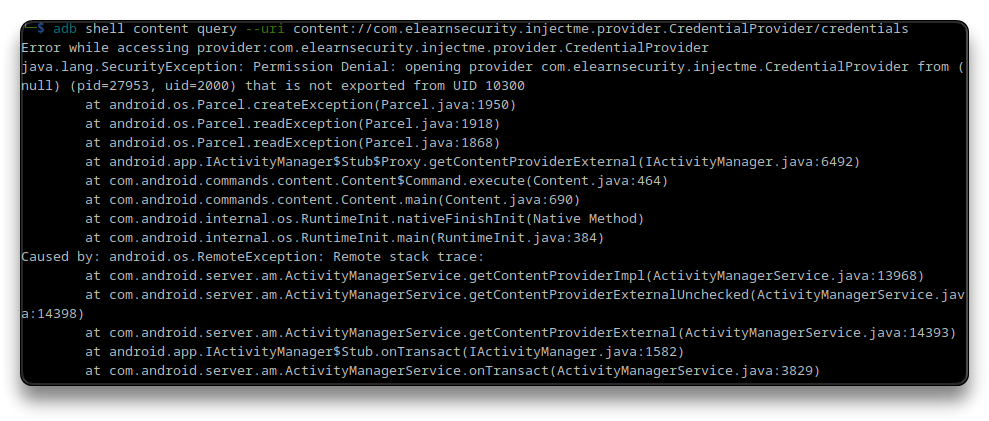 └─$ adb shell content query --uri content://com.elearnsecurity.injectme.provider.CredentialProvider/credentials
Error while accessing provider:com.elearnsecurity.injectme.provider.CredentialProvider
java.lang.SecurityException: Permission Denial: opening provider com.elearnsecurity.injectme.CredentialProvider from (
null) (pid=27953, uid=2000) that is not exported from UID 10300
        at android.os.Parcel.createException(Parcel.java:1950)
        at android.os.Parcel.readException(Parcel.java:1918)
        at android.os.Parcel.readException(Parcel.java:1868)
        at android.app.IActivityManager$Stub$Proxy.getContentProviderExternal(IActivityManager.java:6492)
        at com.android.commands.content.Content$Command.execute(Content.java:464)
        at com.android.commands.content.Content.main(Content.java:690)
        at com.android.internal.os.RuntimeInit.nativeFinishInit(Native Method)
        at com.android.internal.os.RuntimeInit.main(RuntimeInit.java:384)
Caused by: android.os.RemoteException: Remote stack trace:
        at com.android.server.am.ActivityManagerService.getContentProviderImpl(ActivityManagerService.java:13968)
        at com.android.server.am.ActivityManagerService.getContentProviderExternalUnchecked(ActivityManagerService.jav
a:14398)
        at com.android.server.am.ActivityManagerService.getContentProviderExternal(ActivityManagerService.java:14393)
        at android.app.IActivityManager$Stub.onTransact(IActivityManager.java:1582)
        at com.android.server.am.ActivityManagerService.onTransact(ActivityManagerService.java:3829)